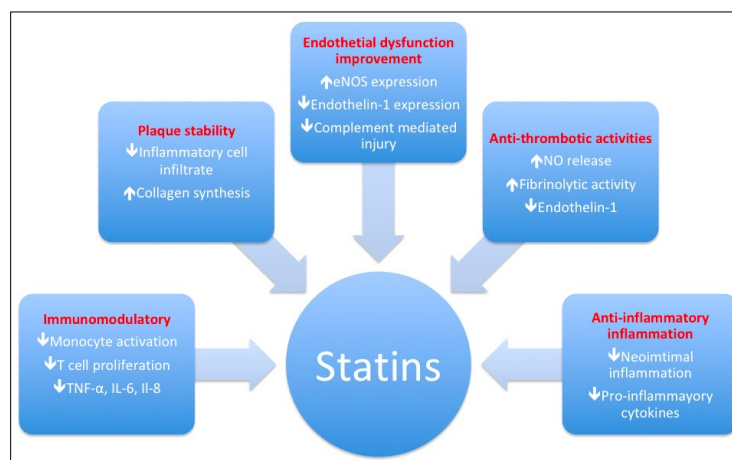 Endothetial dysfunction
improvement
↑eNOS expression
↓Endothelin-1 expression
↓Complement mediated
injury
Plaque stability
↓Inflammatory cell
infiltrate
↑Collagen synthesis
Anti-thrombotic activities
↑NO release
↑Fibrinolytic activity
↓Endothelin-1
Immunomodulatory
↓Monocyte activation
↓T cell proliferation
↓TNF-α, IL-6, Il-8
Statins
Anti-inflammatory
inflammation
↓Neoimtimal
inflammation
↓Pro-inflammayory
cytokines